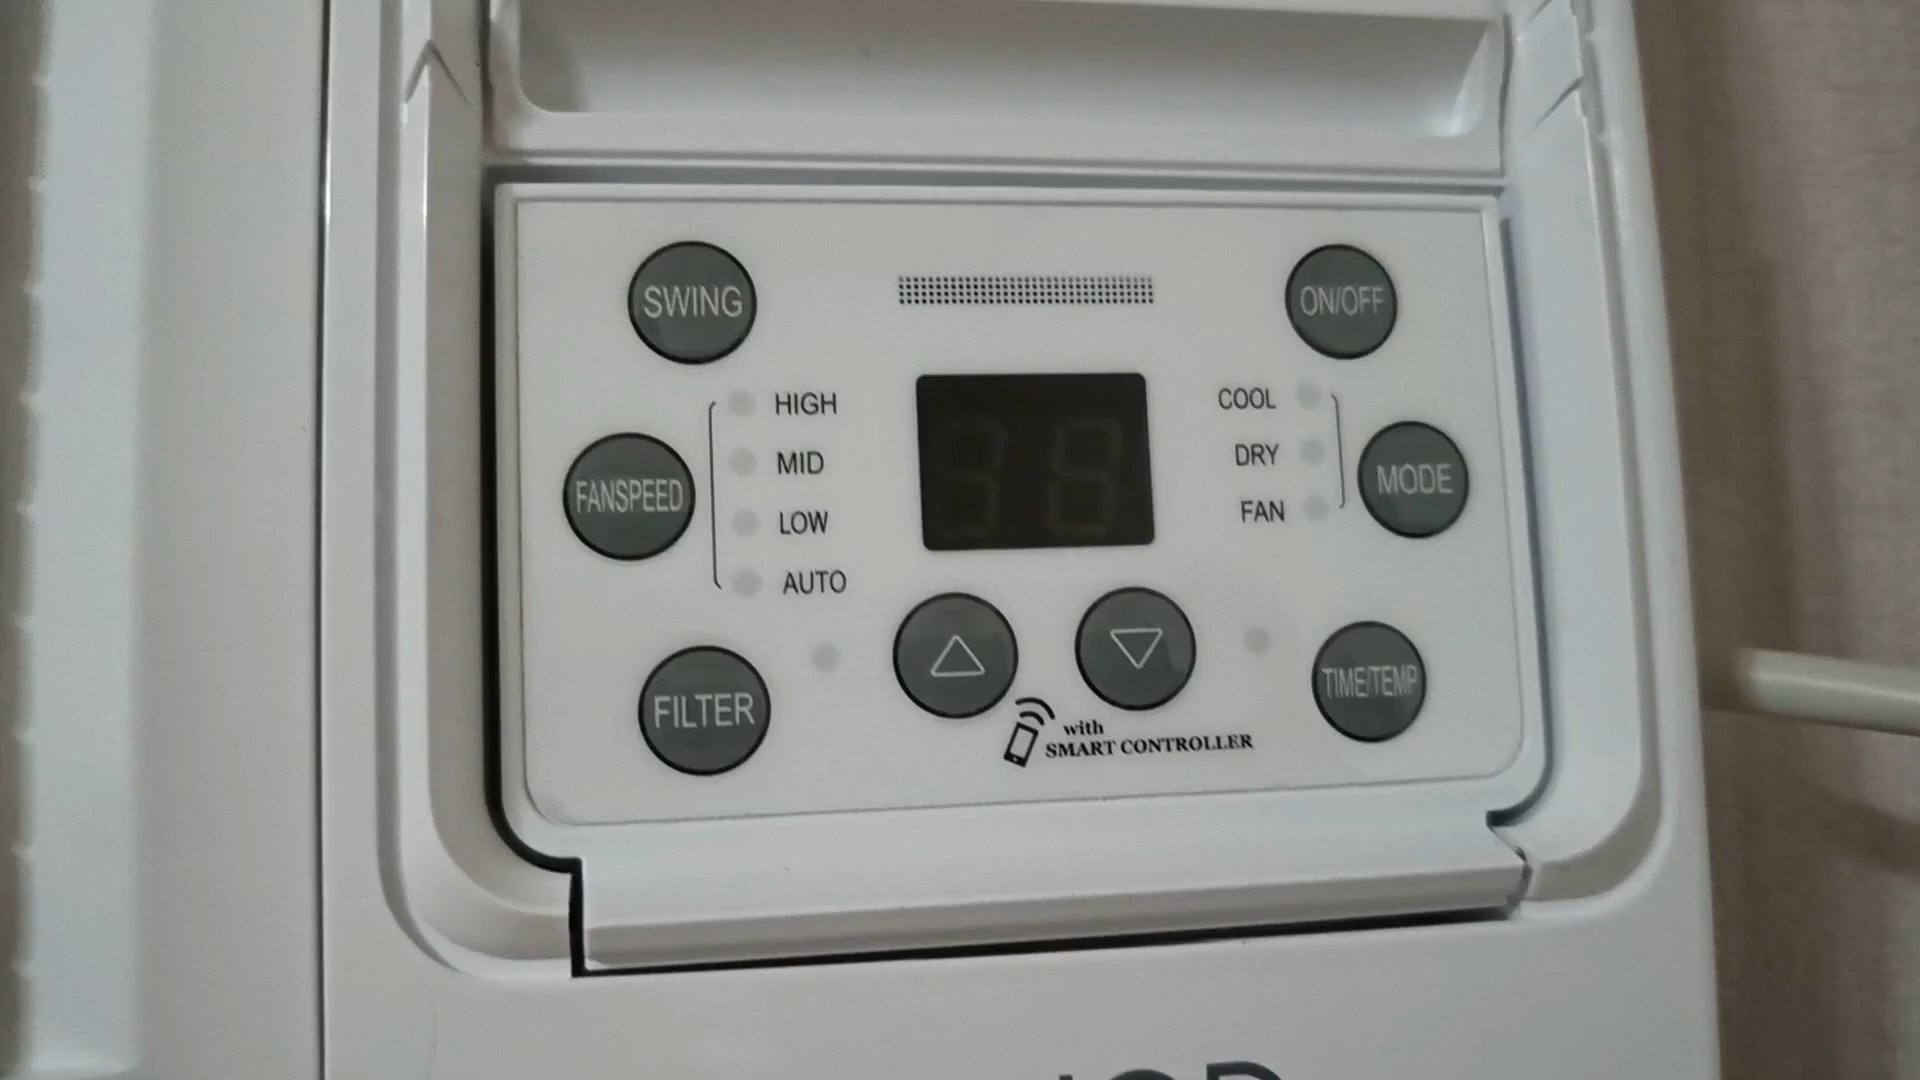 SWING
ON/OFF
HIGH
COOL
MID
DRY
FANSPEED
MODE
LOW
FAN
AUTO
FILTER
TIME/TEMP
with
SMART CONTROLLER